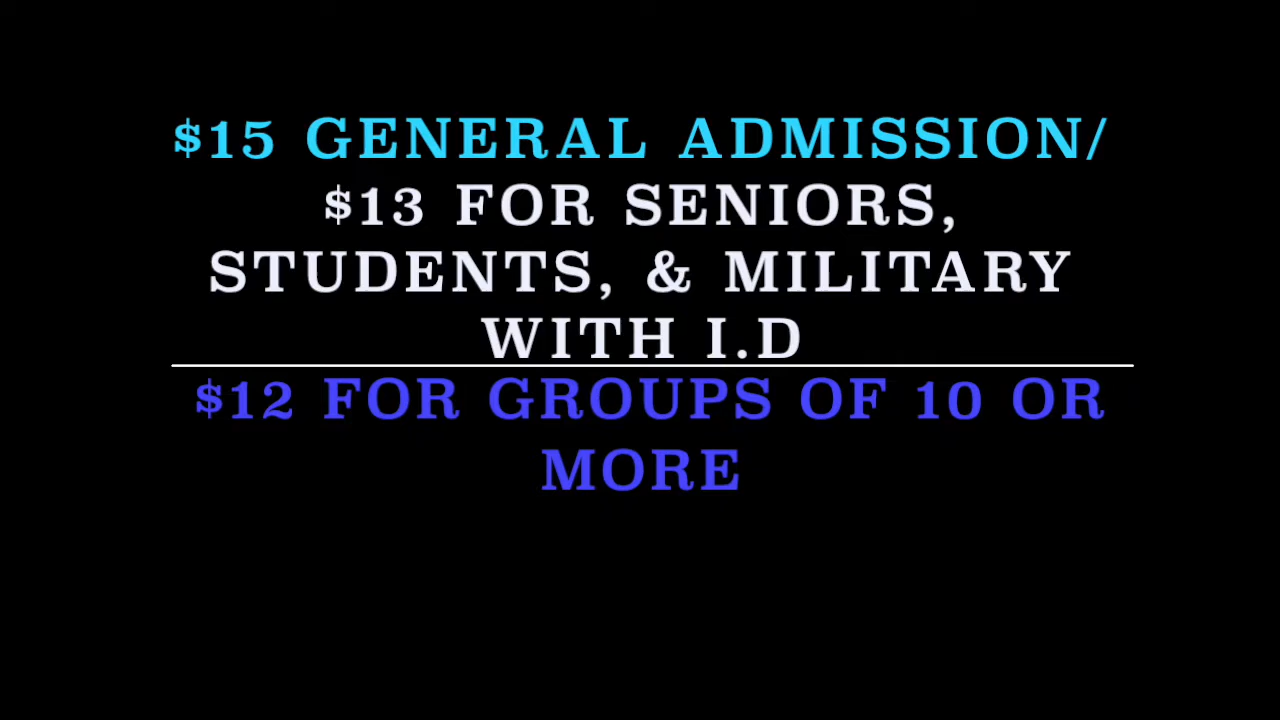 $15 GENERAL ADMISSION/
$13 FOR SENIORS,
STUDENTS, & MILITARY
WITH I.D
$12 FOR GROUPS OF 10 OR
MORE